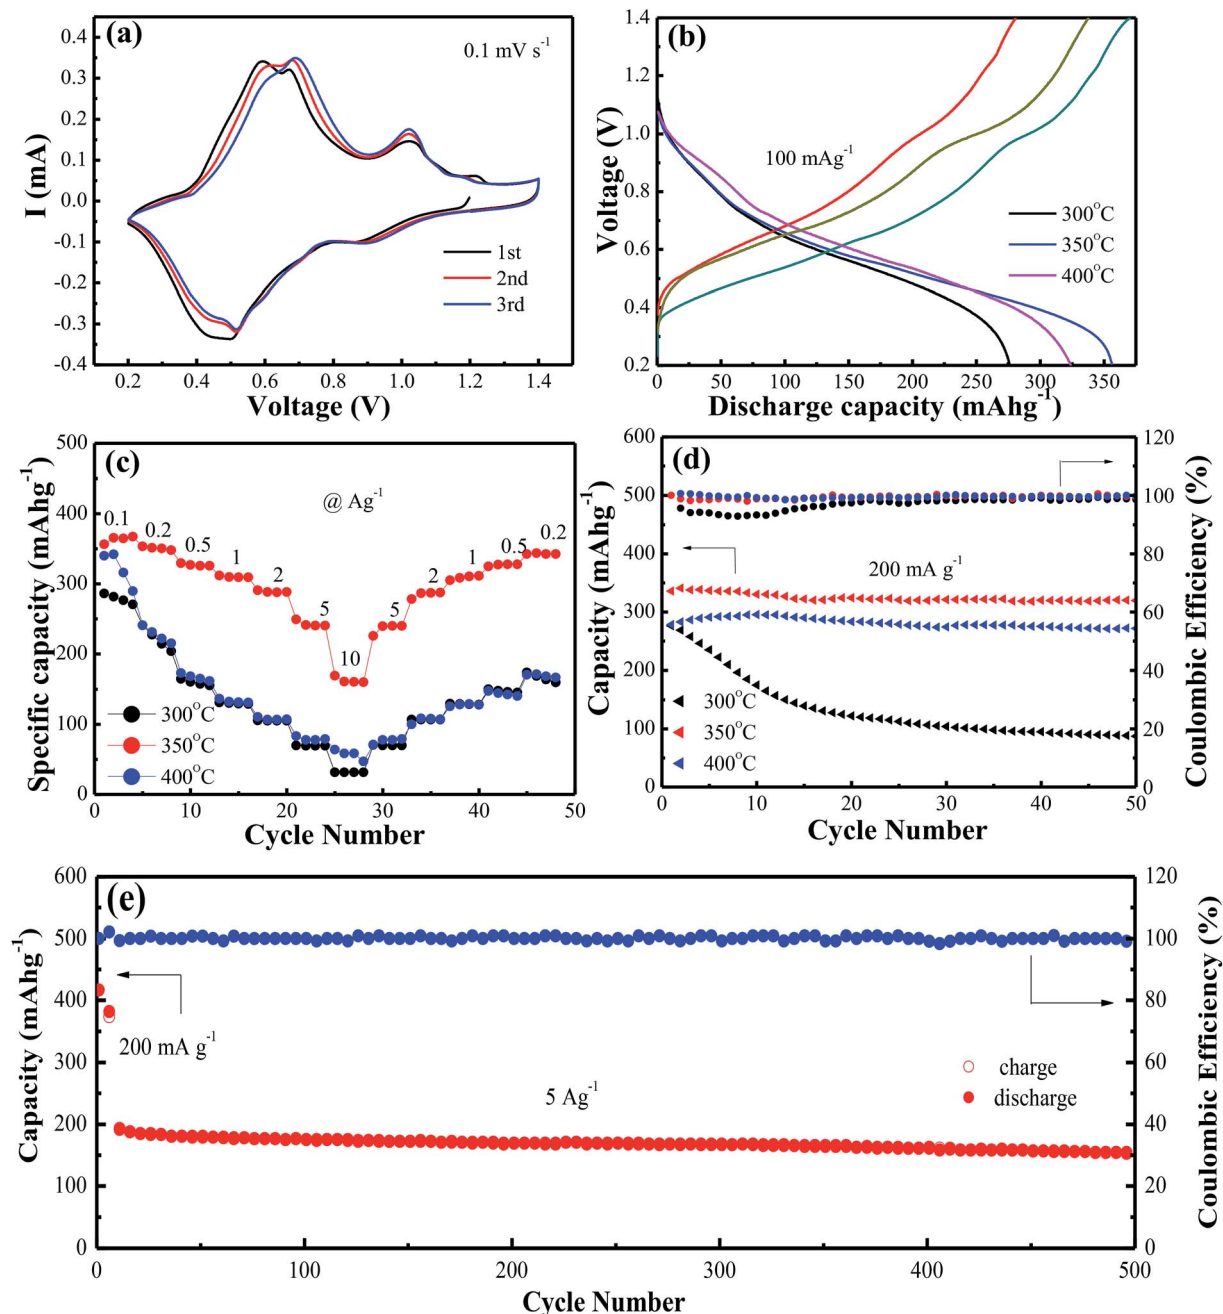 (a)
0.1 mV s⁻¹
I (mA)
0.4
0.3
0.2
0.1
0.0
-0.1
-0.2
-0.3
-0.4
1st
2nd
3rd
0.2 0.4 0.6 0.8 1.0 1.2 1.4
Voltage (V)
(b)
Voltage (V)
1.4
1.2
1.0
0.8
0.6
0.4
0.2
100 mAg⁻¹
300°C
350°C
400°C
0 50 100 150 200 250 300 350
Discharge capacity (mAhg⁻¹)
(c)
Specific capacity (mAhg⁻¹)
500
400
300
200
100
0
@ Ag⁻¹
0.1 0.2 0.5 1 2 5 10 5 2 1 0.5 0.2
300°C
350°C
400°C
0 10 20 30 40 50
Cycle Number
(d)
Capacity (mAhg⁻¹)
600
500
400
300
200
100
0
200 mA g⁻¹
300°C
350°C
400°C
0 10 20 30 40 50
Cycle Number
120
100
80
60
40
20
0
Coulombic Efficiency (%)
(e)
Capacity (mAhg⁻¹)
600
500
400
300
200
100
0
200 mA g⁻¹
5 Ag⁻¹
charge
discharge
0 100 200 300 400 500
Cycle Number
120
100
80
60
40
20
0
Coulombic Efficiency (%)